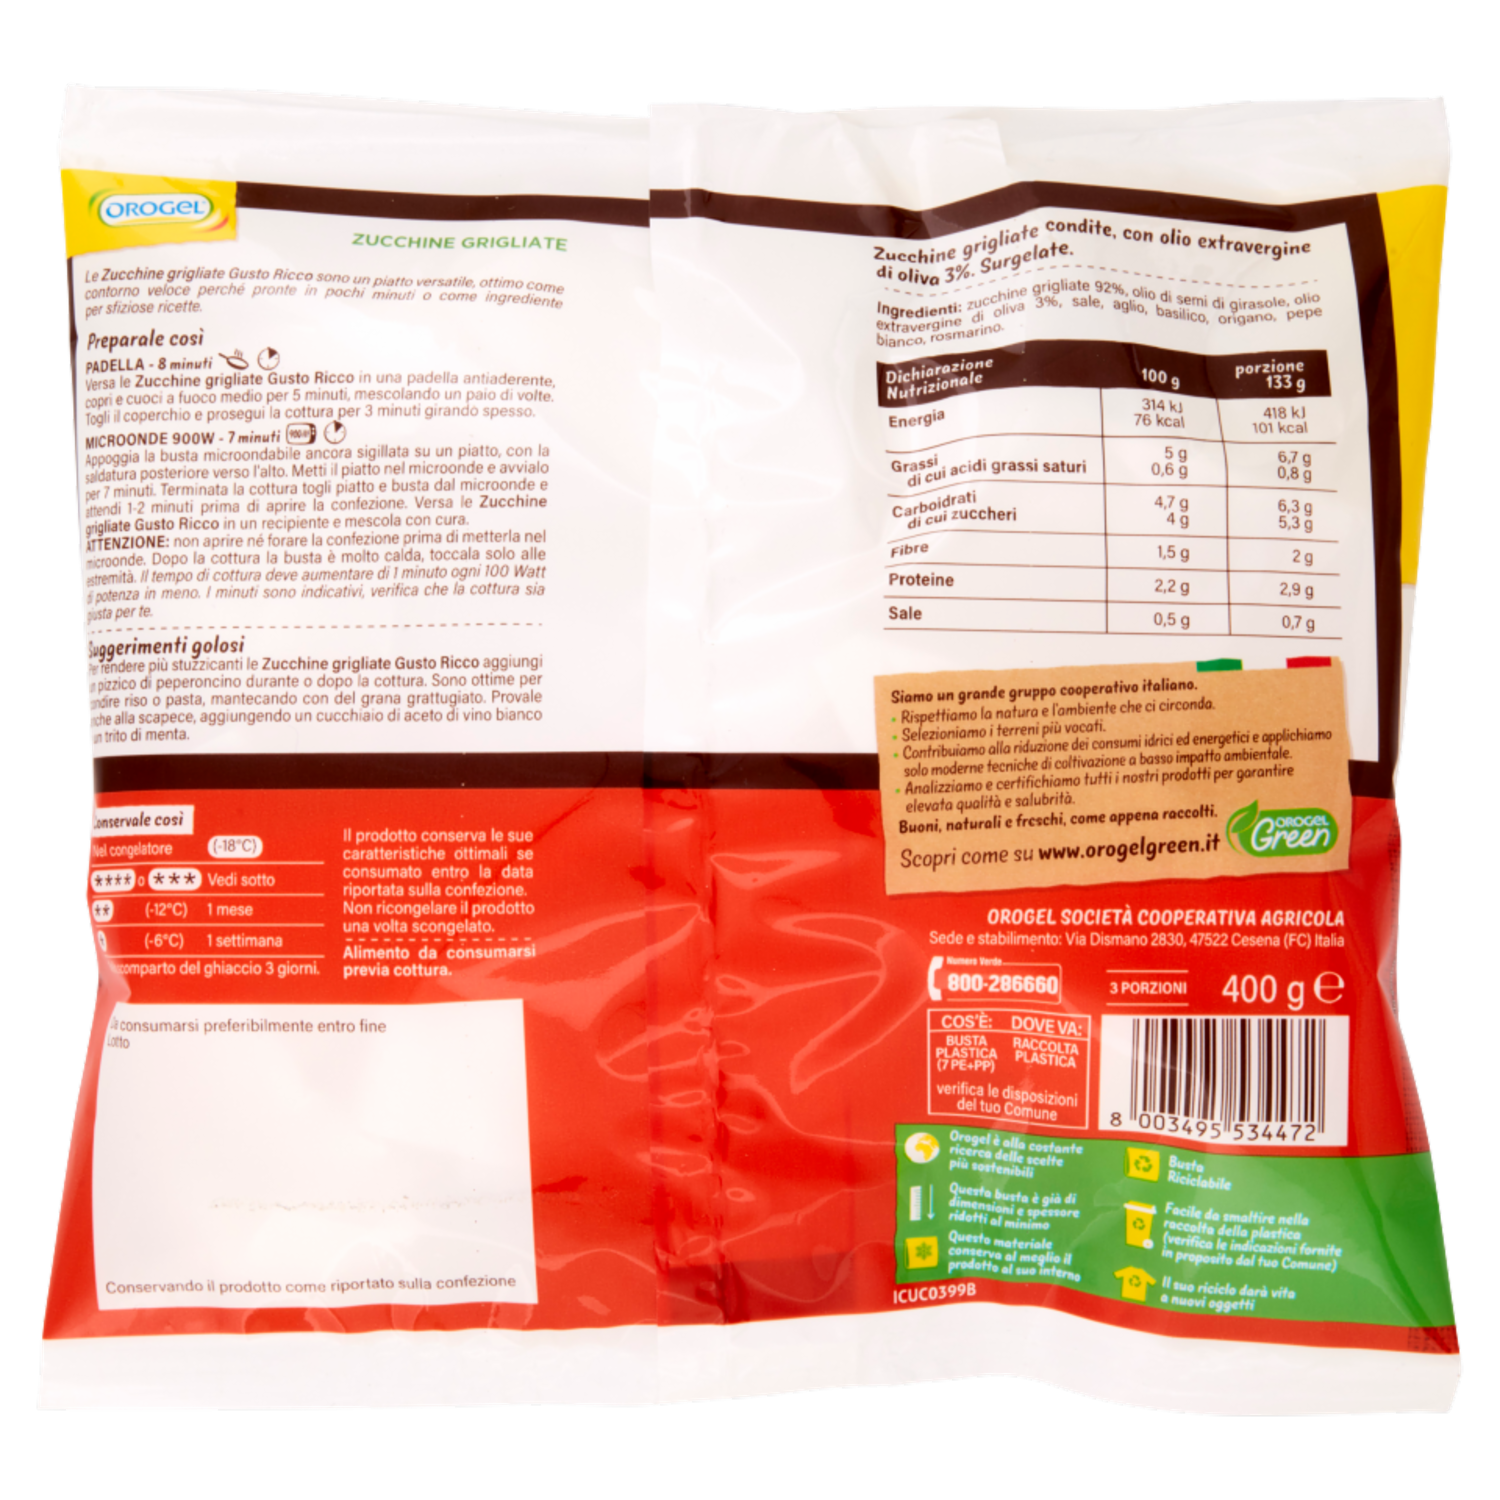 OROGEL
ZUCCHINE GRIGLIATE
Le Zucchine grigliate Gusto Ricco sono un piatto versatile, ottimo come
contorno veloce perché pronte in pochi minuti o come ingrediente
per sfiziose ricette.
Preparale così
PADELLA - 8 minuti
Versa le Zucchine grigliate Gusto Ricco in una padella antiaderente,
copri e cuoci a fuoco medio per 5 minuti, mescolando un paio di volte.
Togli il coperchio e prosegui la cottura per 3 minuti girando spesso.
MICROONDE 900W - 7 minuti
Appoggia la busta microondabile ancora sigillata su un piatto, con la
saldatura posteriore verso l'alto. Metti il piatto nel microonde e avvialo
per 7 minuti. Terminata la cottura togli piatto e busta dal microonde e
attendi 1-2 minuti prima di aprire la confezione. Versa le Zucchine
grigliate Gusto Ricco in un recipiente e mescola con cura.
ATTENZIONE: non aprire né forare la confezione prima di metterla nel
microonde. Dopo la cottura la busta è molto calda, toccala solo alle
estremità. Il tempo di cottura deve aumentare di 1 minuto ogni 100 Watt
di potenza in meno. I minuti sono indicativi, verifica che la cottura sia
giusta per te.
Suggerimenti golosi
Per rendere più stuzzicanti le Zucchine grigliate Gusto Ricco aggiungi
un pizzico di peperoncino durante o dopo la cottura. Sono ottime per
condire riso o pasta, mantecando con del grana grattugiato. Provale
anche alla scapece, aggiungendo un cucchiaio di aceto di vino bianco
un trito di menta.
Conservale così
Nel congelatore (-18°C)
**** o *** Vedi sotto
** (-12°C) 1 mese
* (-6°C) 1 settimana
comparto del ghiaccio 3 giorni.
Il prodotto conserva le sue
caratteristiche ottimali se
consumato entro la data
riportata sulla confezione.
Non ricongelare il prodotto
una volta scongelato.
Alimento da consumarsi
previa cottura.
Da consumarsi preferibilmente entro fine
Lotto
Conservando il prodotto come riportato sulla confezione
Zucchine grigliate condite, con olio extravergine
di oliva 3%. Surgelate.
Ingredienti: zucchine grigliate 92%, olio di semi di girasole, olio
extravergine di oliva 3%, sale, aglio, basilico, origano, pepe
bianco, rosmarino.
Dichiarazione
Nutrizionale 100 g porzione 133 g
Energia 314 kJ 418 kJ
76 kcal 101 kcal
Grassi 5 g 6,7 g
di cui acidi grassi saturi 0,6 g 0,8 g
Carboidrati 4,7 g 6,3 g
di cui zuccheri 4 g 5,3 g
Fibre 1,5 g 2 g
Proteine 2,2 g 2,9 g
Sale 0,5 g 0,7 g
Siamo un grande gruppo cooperativo italiano.
• Rispettiamo la natura e l'ambiente che ci circonda.
• Selezioniamo i terreni più vocati.
• Contribuiamo alla riduzione dei consumi idrici ed energetici e applichiamo
solo moderne tecniche di coltivazione a basso impatto ambientale.
• Analizziamo e certifichiamo tutti i nostri prodotti per garantire
elevata qualità e salubrità.
Buoni, naturali e freschi, come appena raccolti.
Scopri come su www.orogelgreen.it
OROGEL
Green
OROGEL SOCIETÀ COOPERATIVA AGRICOLA
Sede e stabilimento: Via Dismano 2830, 47522 Cesena (FC) Italia
Numero Verde
800-286660
3 PORZIONI
400 g e
COS'È: DOVE VA:
BUSTA RACCOLTA
PLASTICA PLASTICA
(7 PE+PP)
verifica le disposizioni
del tuo Comune
8 003495 534472
Orogel è alla costante
ricerca delle scelte
più sostenibili
Questa busta è già di
dimensioni e spessore
ridotti al minimo
Questo materiale
conserva al meglio il
prodotto al suo interno
Busta
Riciclabile
Facile da smaltire nella
raccolta della plastica
(verifica le indicazioni fornite
in proposito dal tuo Comune)
Il suo riciclo darà vita
a nuovi oggetti
ICUC0399B